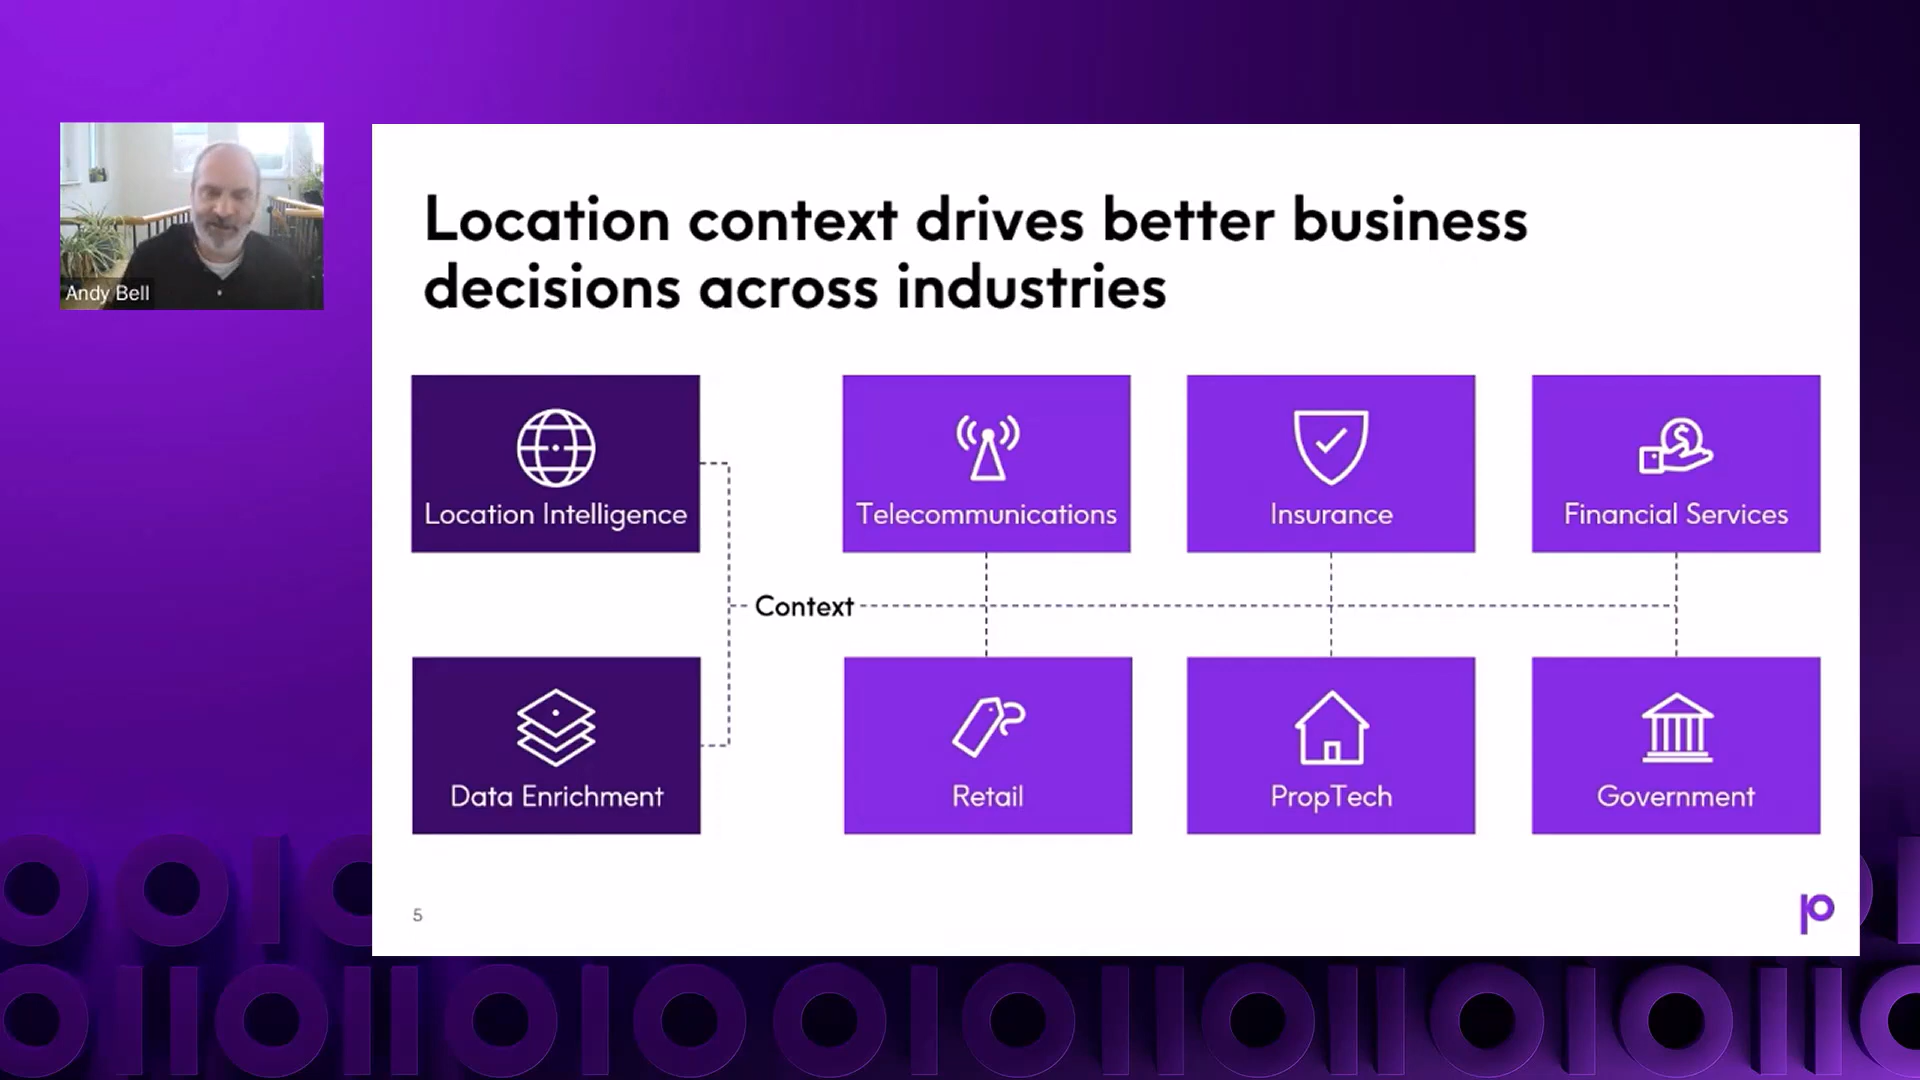 Andy Bell
Location context drives better business
decisions across industries
Location Intelligence
Telecommunications
Insurance
Financial Services
Context
Data Enrichment
Retail
PropTech
Government
5